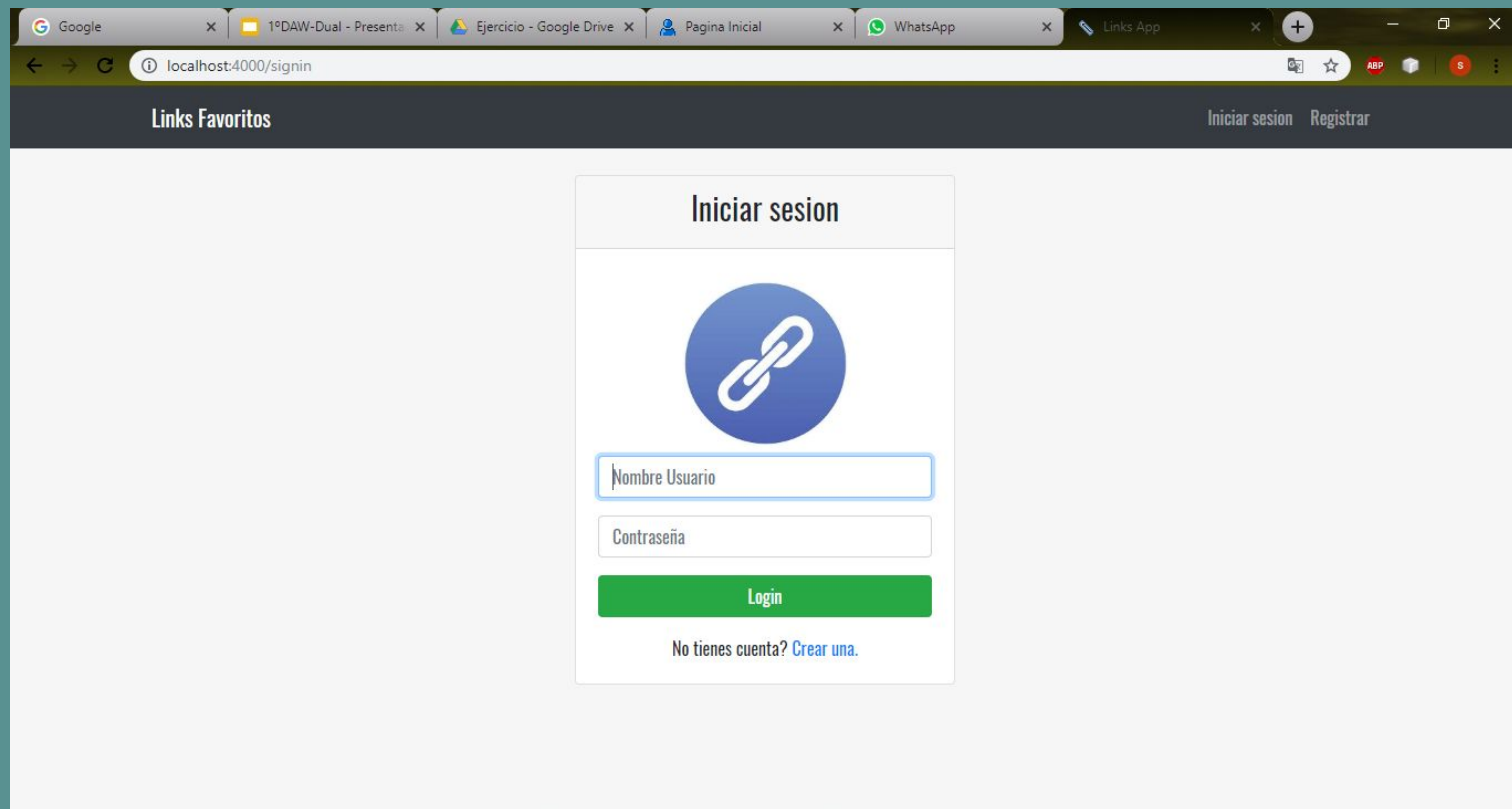 Google 1ºDAW-Dual - Presenta Ejercicio - Google Drive Pagina Inicial WhatsApp Links App
localhost:4000/signin ABP S
Links Favoritos Iniciar sesion Registrar
Iniciar sesion
Nombre Usuario
Contraseña
Login
No tienes cuenta? Crear una.